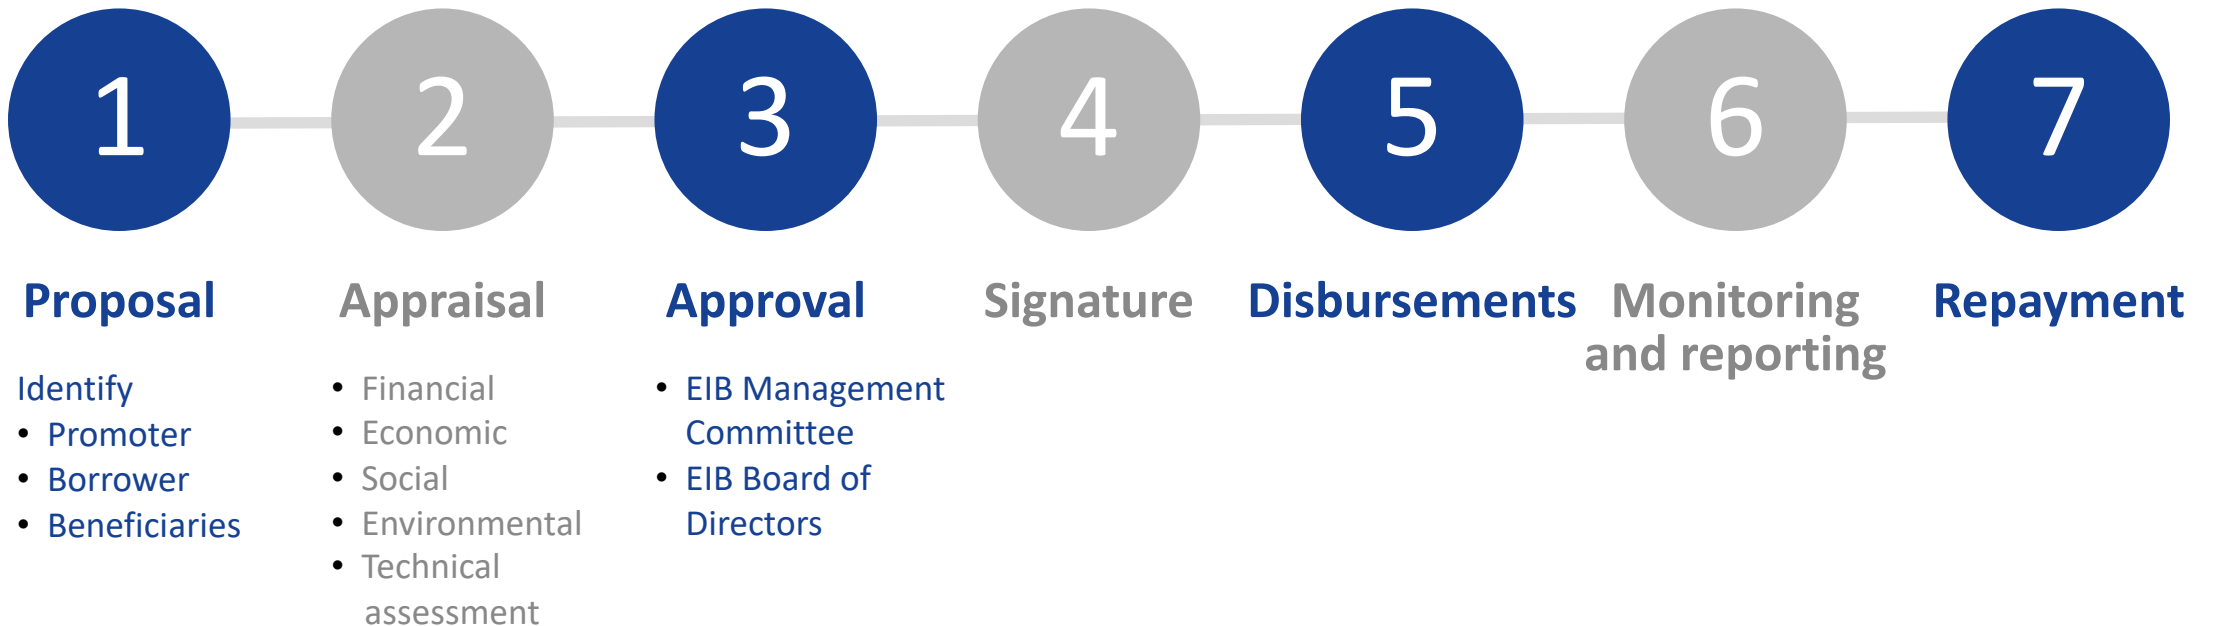 1
2
3
4
5
6
7
Proposal
Identify
• Promoter
• Borrower
• Beneficiaries
Appraisal
• Financial
• Economic
• Social
• Environmental
• Technical
assessment
Approval
• EIB Management
Committee
• EIB Board of
Directors
Signature
Disbursements
Monitoring
and reporting
Repayment